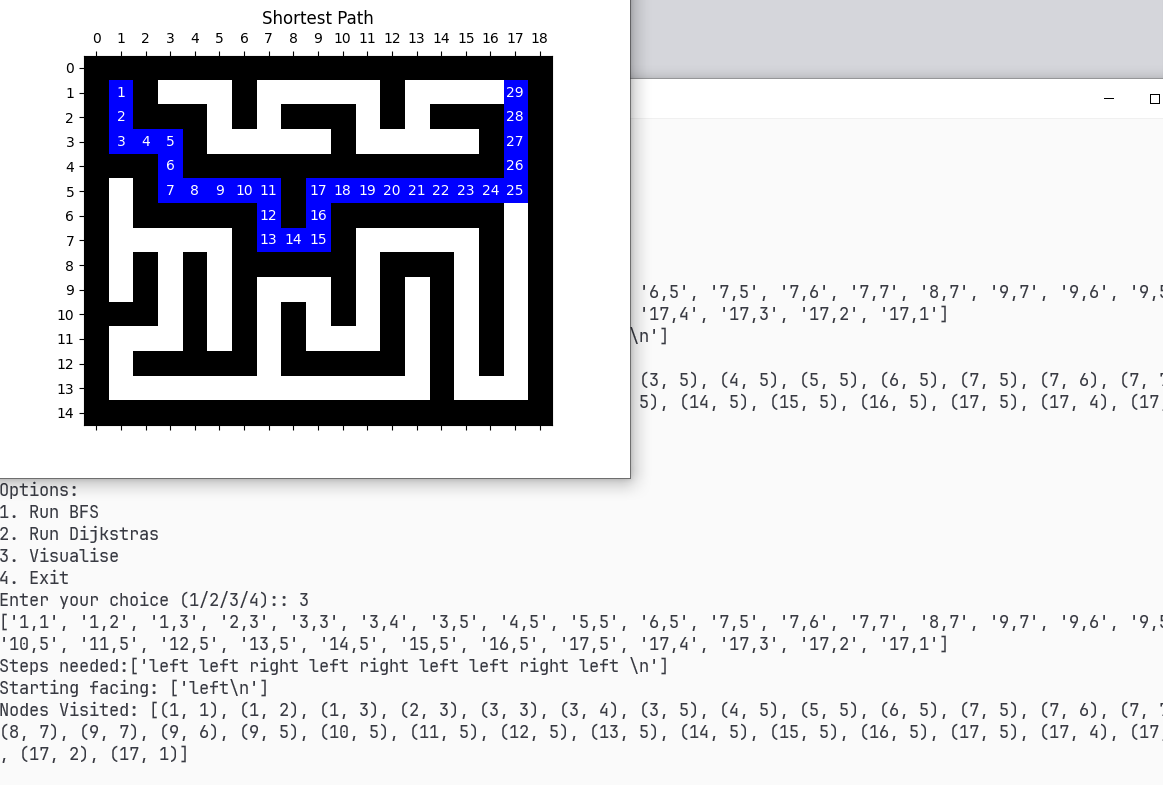 Shortest Path
0 1 2 3 4 5 6 7 8 9 10 11 12 13 14 15 16 17 18
0
1 1 29
2 2 28
3 3 4 5 27
4 6 26
5 7 8 9 10 11 17 18 19 20 21 22 23 24 25
6 12 16
7 13 14 15
8
9
10
11
12
13
14
'6,5', '7,5', '7,6', '7,7', '8,7', '9,7', '9,6', '9,5
'17,4', '17,3', '17,2', '17,1']
\n']
(3, 5), (4, 5), (5, 5), (6, 5), (7, 5), (7, 6), (7, 7
5), (14, 5), (15, 5), (16, 5), (17, 5), (17, 4), (17,
Options:
1. Run BFS
2. Run Dijkstras
3. Visualise
4. Exit
Enter your choice (1/2/3/4):: 3
['1,1', '1,2', '1,3', '2,3', '3,3', '3,4', '3,5', '4,5', '5,5', '6,5', '7,5', '7,6', '7,7', '8,7', '9,7', '9,6', '9,5
'10,5', '11,5', '12,5', '13,5', '14,5', '15,5', '16,5', '17,5', '17,4', '17,3', '17,2', '17,1']
Steps needed:['left left right left right left left right left \n']
Starting facing: ['left\n']
Nodes Visited: [(1, 1), (1, 2), (1, 3), (2, 3), (3, 3), (3, 4), (3, 5), (4, 5), (5, 5), (6, 5), (7, 5), (7, 6), (7, 7
(8, 7), (9, 7), (9, 6), (9, 5), (10, 5), (11, 5), (12, 5), (13, 5), (14, 5), (15, 5), (16, 5), (17, 5), (17, 4), (17,
, (17, 2), (17, 1)]